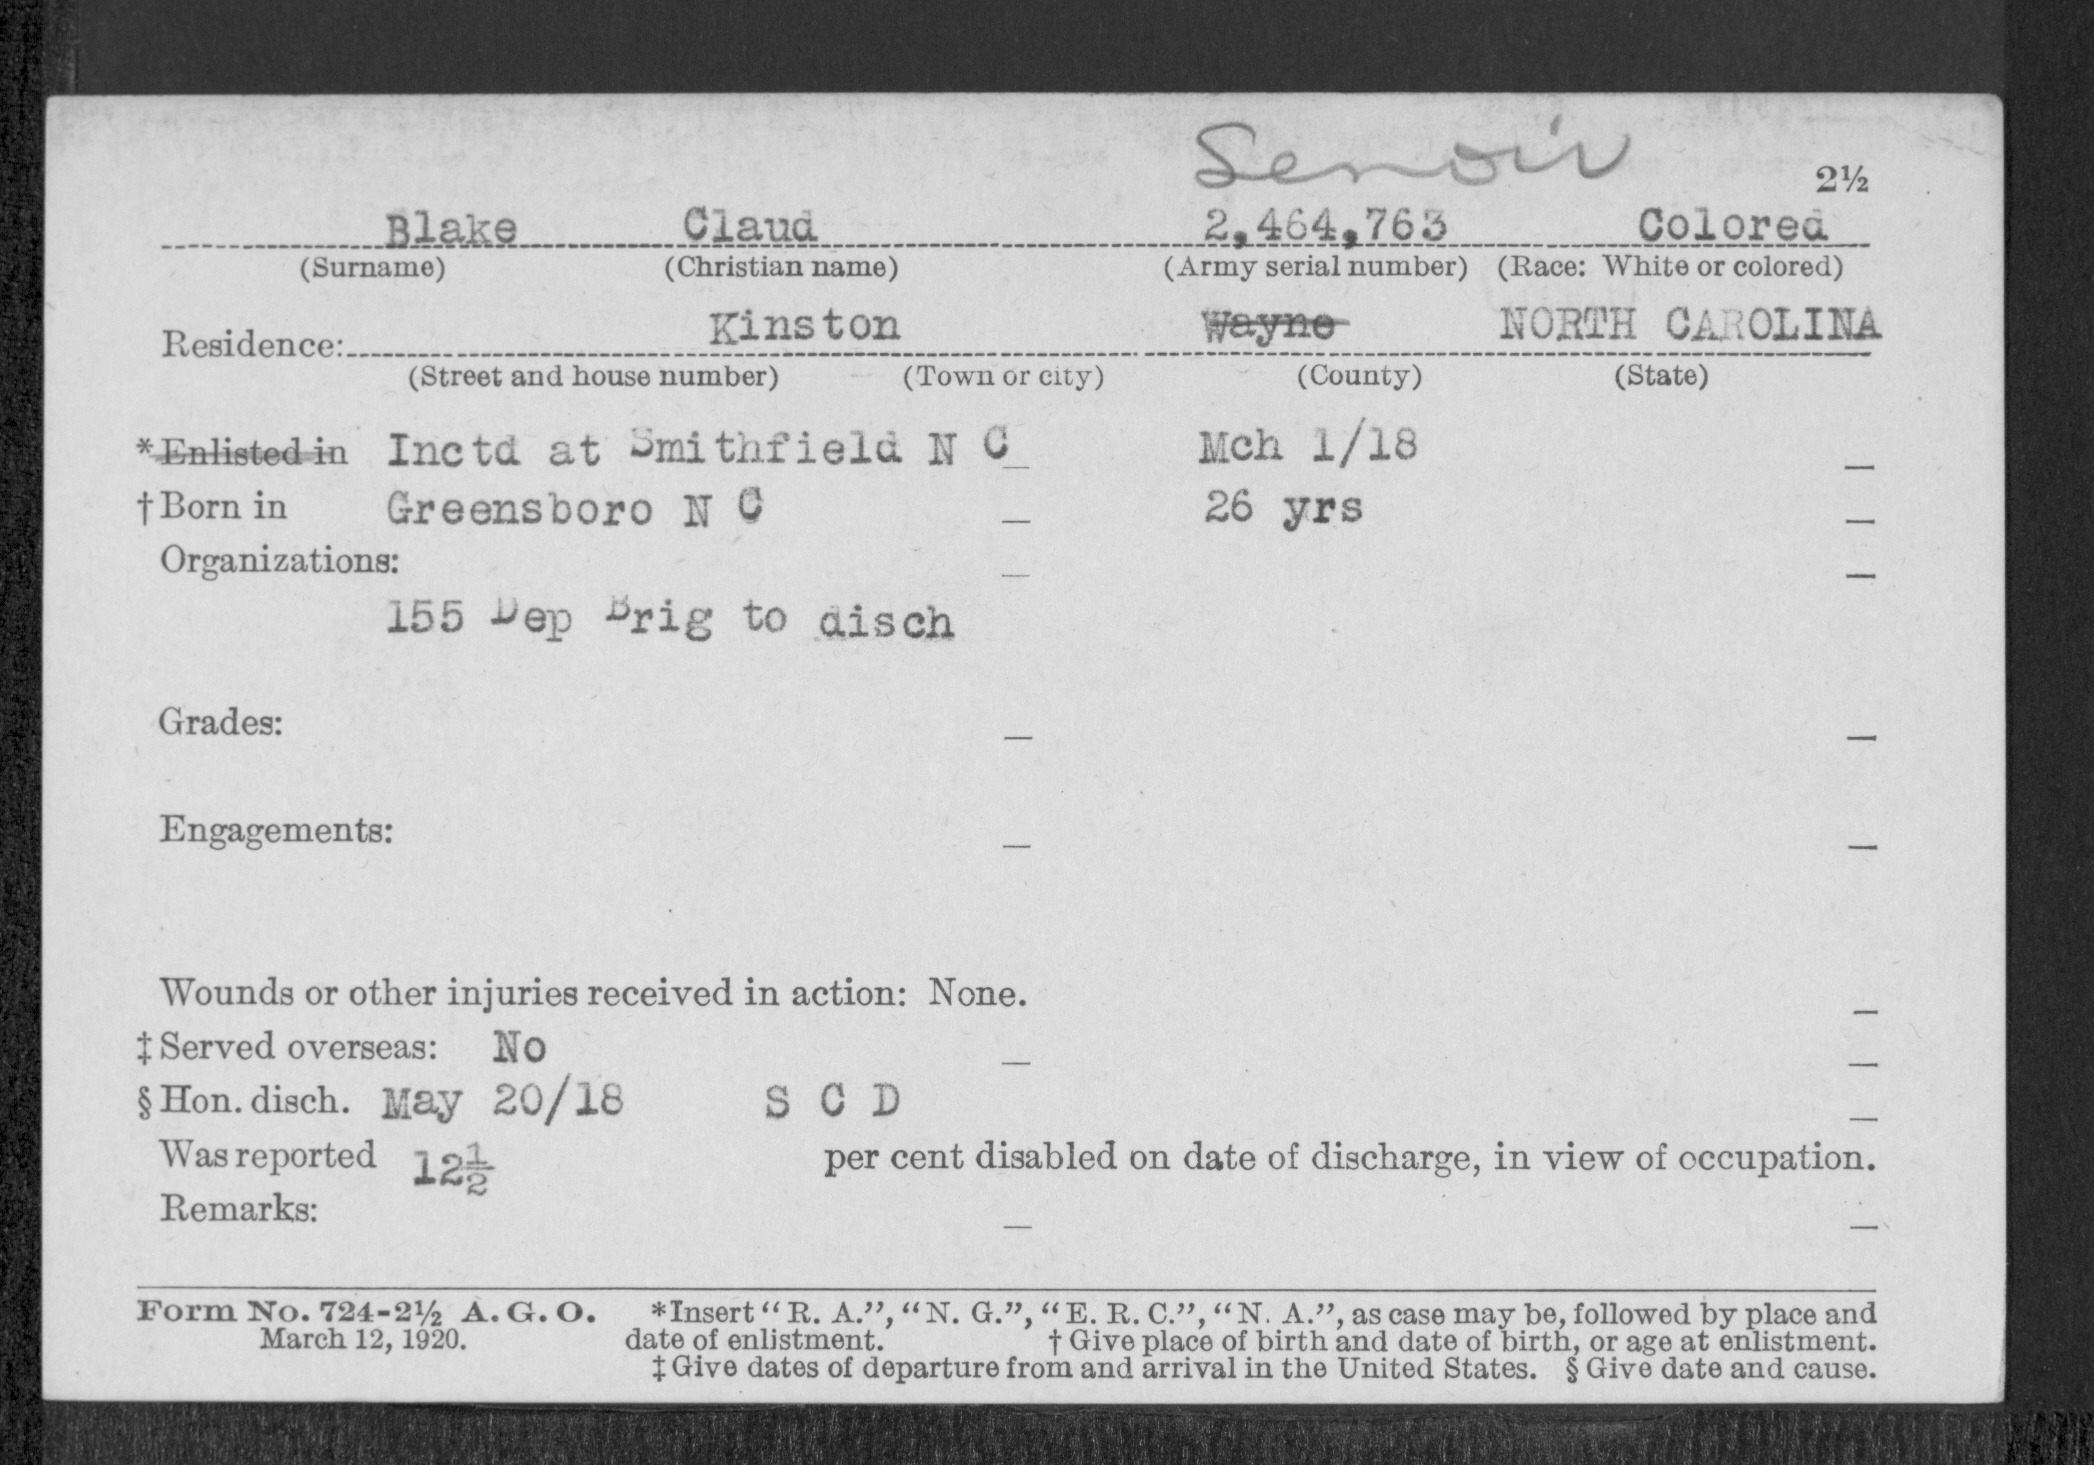 Lenoir
2½
Blake Claud 2,464,763 Colored
(Surname) (Christian name) (Army serial number) (Race: White or colored)
Residence: Kinston Wayne NORTH CAROLINA
(Street and house number) (Town or city) (County) (State)
*Enlisted in Inctd at Smithfield N C Mch 1/18
†Born in Greensboro N C 26 yrs
Organizations:
155 Dep Brig to disch
Grades:
Engagements:
Wounds or other injuries received in action: None.
‡Served overseas: No
§Hon. disch. May 20/18 S C D
Was reported 12½ per cent disabled on date of discharge, in view of occupation.
Remarks:
Form No. 724-2½ A. G. O. *Insert "R. A.", "N. G.", "E. R. C.", "N. A.", as case may be, followed by place and
March 12, 1920. date of enlistment. †Give place of birth and date of birth, or age at enlistment.
‡Give dates of departure from and arrival in the United States. §Give date and cause.